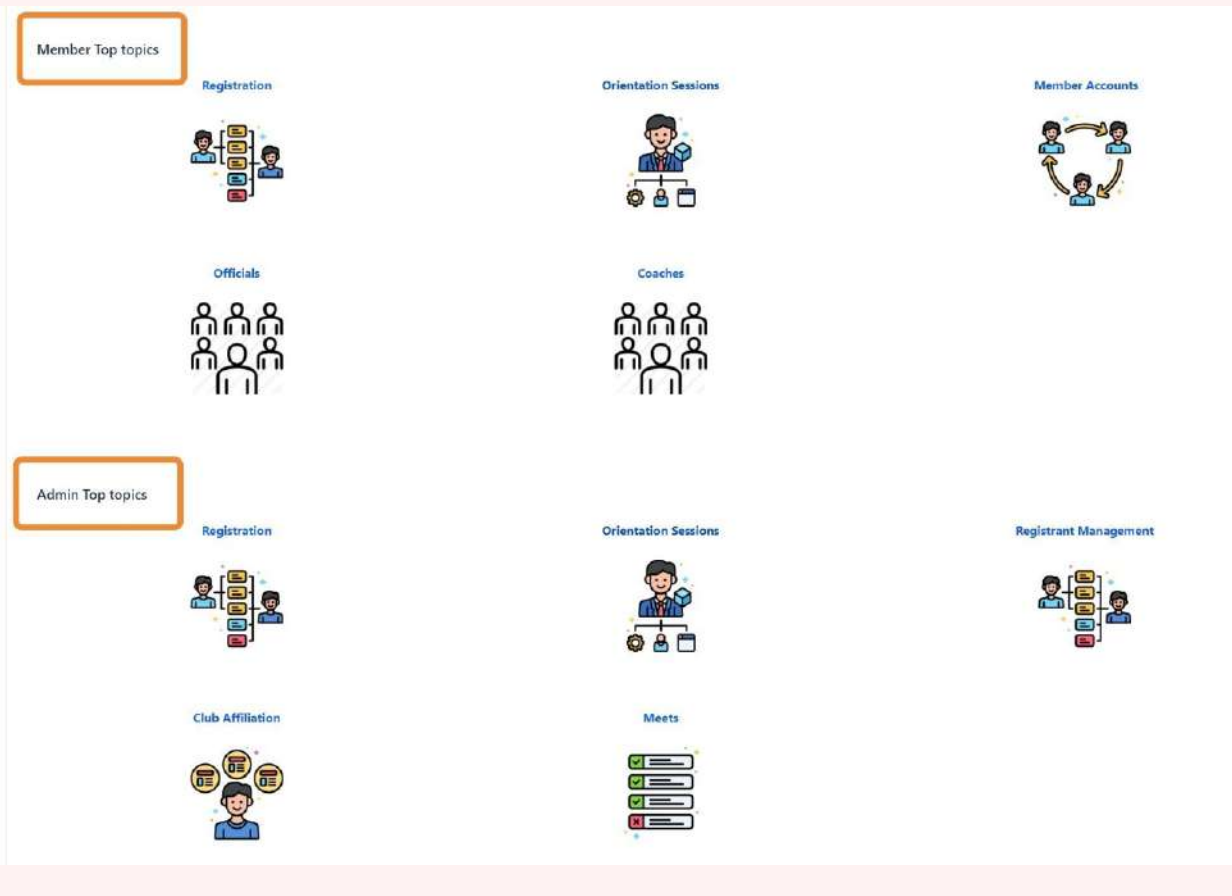 Member Top topics
Registration
Orientation Sessions
Member Accounts
Officials
Coaches
Admin Top topics
Registration
Orientation Sessions
Registrant Management
Club Affiliation
Meets